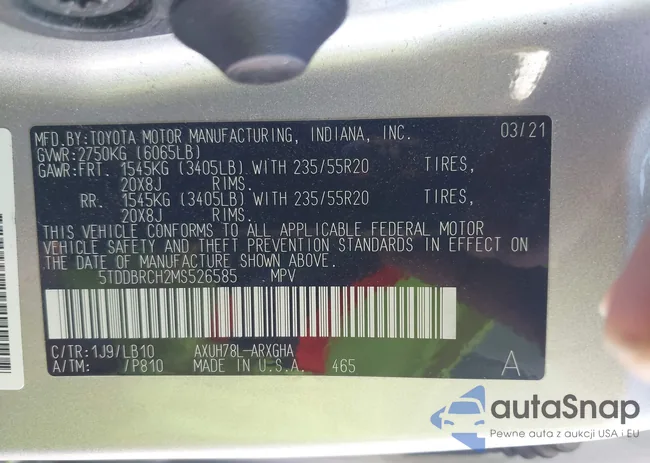 MFD.BY:TOYOTA MOTOR MANUFACTURING, INDIANA, INC. 03/21
GVWR:2750KG (6065LB)
GAWR:FRT. 1545KG (3405LB) WITH 235/55R20 TIRES,
20X8J RIMS.
RR. 1545KG (3405LB) WITH 235/55R20 TIRES,
20X8J RIMS.
THIS VEHICLE CONFORMS TO ALL APPLICABLE FEDERAL MOTOR
VEHICLE SAFETY AND THEFT PREVENTION STANDARDS IN EFFECT ON
THE DATE OF MANUFACTURE SHOWN ABOVE.
5TDDBRCH2MS526585 MPV
C/TR:1J9/LB10 AXUH78L-ARXGHA
A/TM: /P810 MADE IN U.S.A. 465 A
autaSnap
Pewne auta z aukcji USA i EU